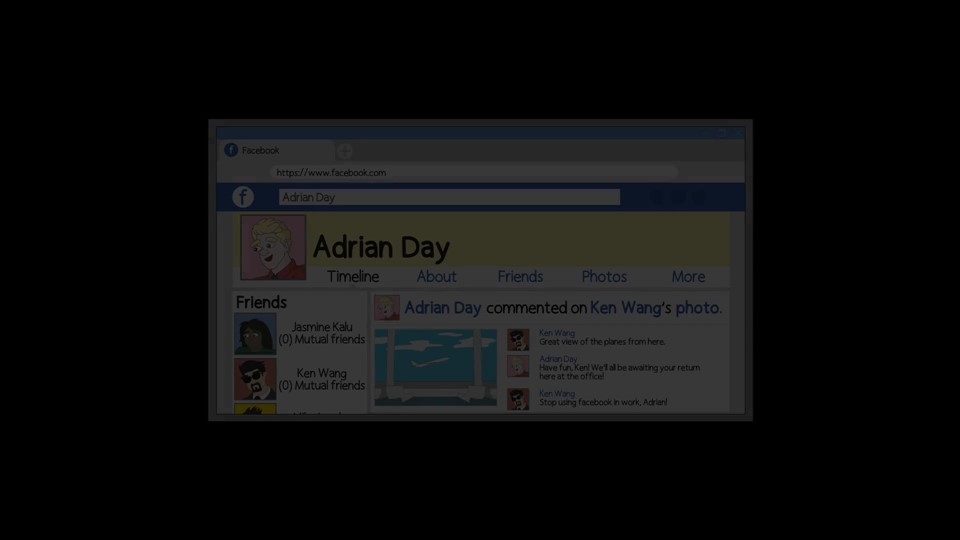 Facebook
https://www.facebook.com
f
Adrian Day
Adrian Day
Timeline
About
Friends
Photos
More
Friends
Jasmine Kalu
(0) Mutual friends
Ken Wang
(0) Mutual friends
Adrian Day commented on Ken Wang's photo.
Ken Wang
Great view of the planes from here.
Adrian Day
Have fun, Ken! We'll all be awaiting your return
here at the office!
Ken Wang
Stop using facebook in work, Adrian!